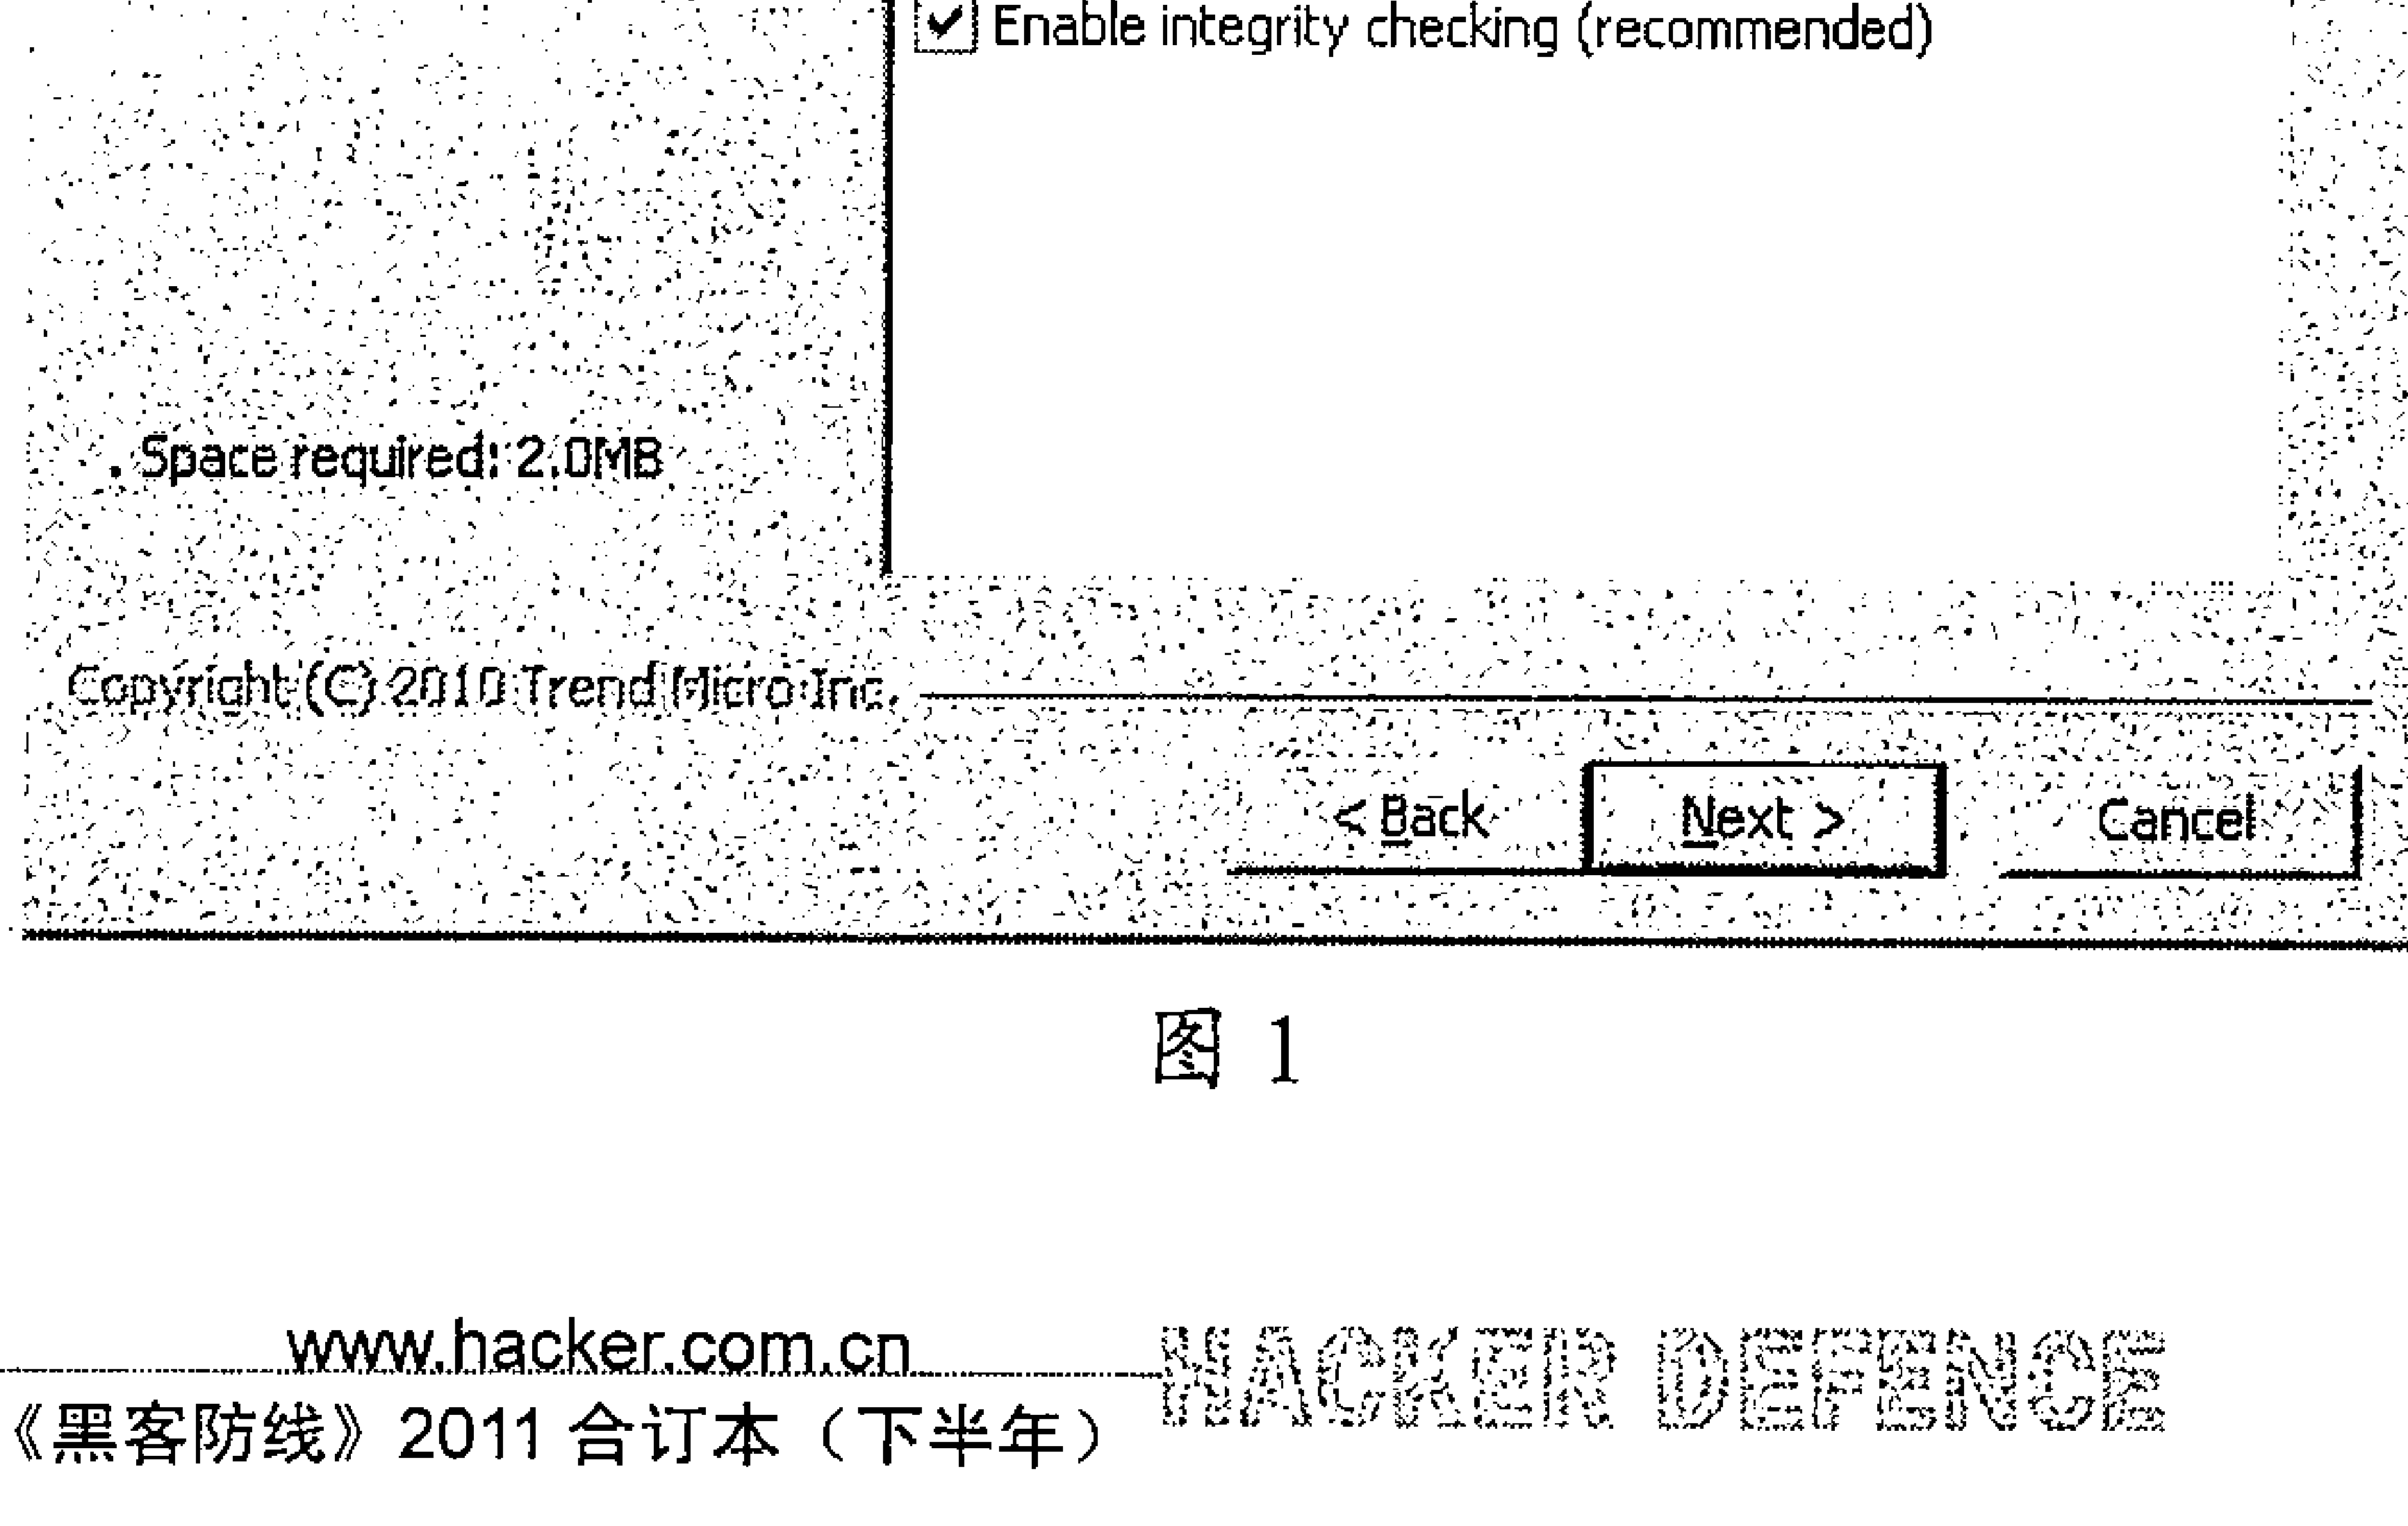 Enable integrity checking (recommended)
Space required: 2.0MB
Copyright (C) 2010 Trend Micro Inc.
< Back Next > Cancel
图 1
www.hacker.com.cn
HACKER DEFENCE
《黑客防线》2011 合订本（下半年）